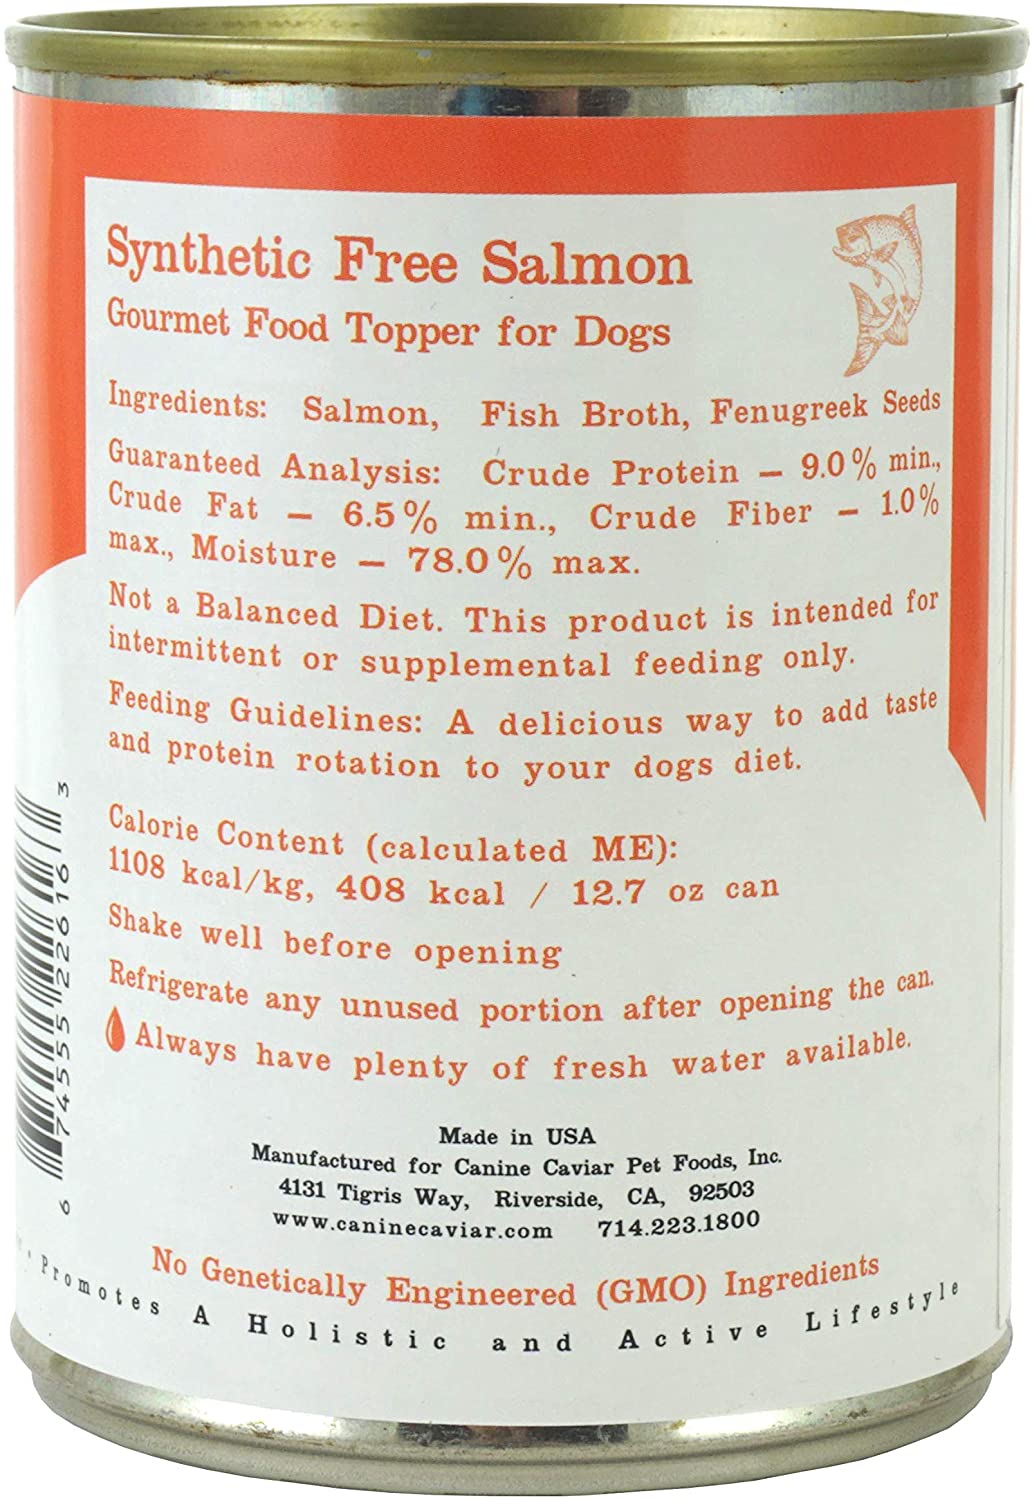 Synthetic Free Salmon
Gourmet Food Topper for Dogs
Ingredients: Salmon, Fish Broth, Fenugreek Seeds
Guaranteed Analysis: Crude Protein – 9.0% min.,
Crude Fat – 6.5% min., Crude Fiber – 1.0%
max., Moisture – 78.0% max.
Not a Balanced Diet. This product is intended for
intermittent or supplemental feeding only.
Feeding Guidelines: A delicious way to add taste
and protein rotation to your dogs diet.
Calorie Content (calculated ME):
1108 kcal/kg, 408 kcal / 12.7 oz can
Shake well before opening
Refrigerate any unused portion after opening the can.
Always have plenty of fresh water available.
Made in USA
Manufactured for Canine Caviar Pet Foods, Inc.
4131 Tigris Way, Riverside, CA, 92503
www.caninecaviar.com 714.223.1800
No Genetically Engineered (GMO) Ingredients
• Promotes A Holistic and Active Lifestyle
6 74555 22616 3